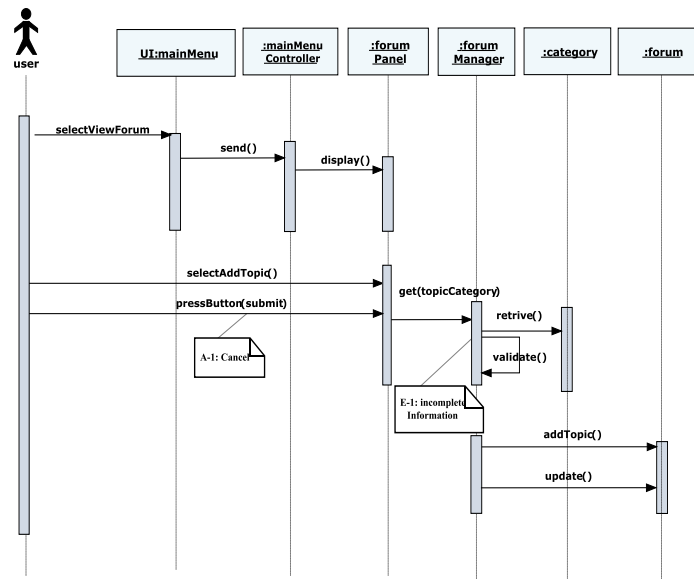 user
UI:mainMenu
:mainMenu
Controller
:forum
Panel
:forum
Manager
:category
:forum
selectViewForum
send()
display()
selectAddTopic()
pressButton(submit)
get(topicCategory)
retrive()
validate()
A-1: Cancel
E-1: incomplete
Information
addTopic()
update()